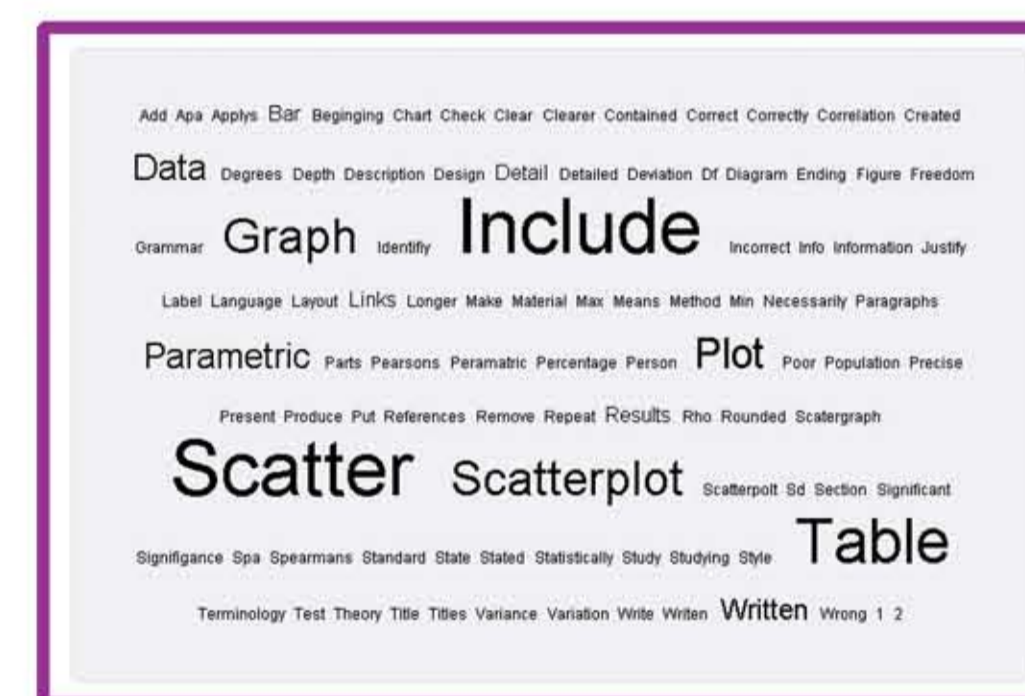 Add Apa Applys Bar Beginging Chart Check Clear Clearer Contained Correct Correctly Correlation Created
Data Degrees Depth Description Design Detail Detailed Deviation Df Diagram Ending Figure Freedom
Grammar Graph Identifiy Include Incorrect Info Information Justify
Label Language Layout Links Longer Make Material Max Means Method Min Necessarily Paragraphs
Parametric Parts Pearsons Peramatric Percentage Person Plot Poor Population Precise
Present Produce Put References Remove Repeat Results Rho Rounded Scatergraph
Scatter Scatterplot Scatterpolt Sd Section Significant
Signifigance Spa Spearmans Standard State Stated Statistically Study Studying Style Table
Terminology Test Theory Title Titles Variance Variation Write Writen Written Wrong 1 2